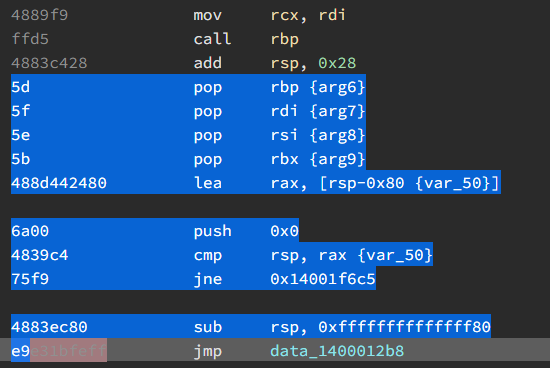 4889f9 mov rcx, rdi
ffd5 call rbp
4883c428 add rsp, 0x28
5d pop rbp {arg6}
5f pop rdi {arg7}
5e pop rsi {arg8}
5b pop rbx {arg9}
488d442480 lea rax, [rsp-0x80 {var_50}]
6a00 push 0x0
4839c4 cmp rsp, rax {var_50}
75f9 jne 0x14001f6c5
4883ec80 sub rsp, 0xffffffffffffff80
e9e31bfeff jmp data_1400012b8